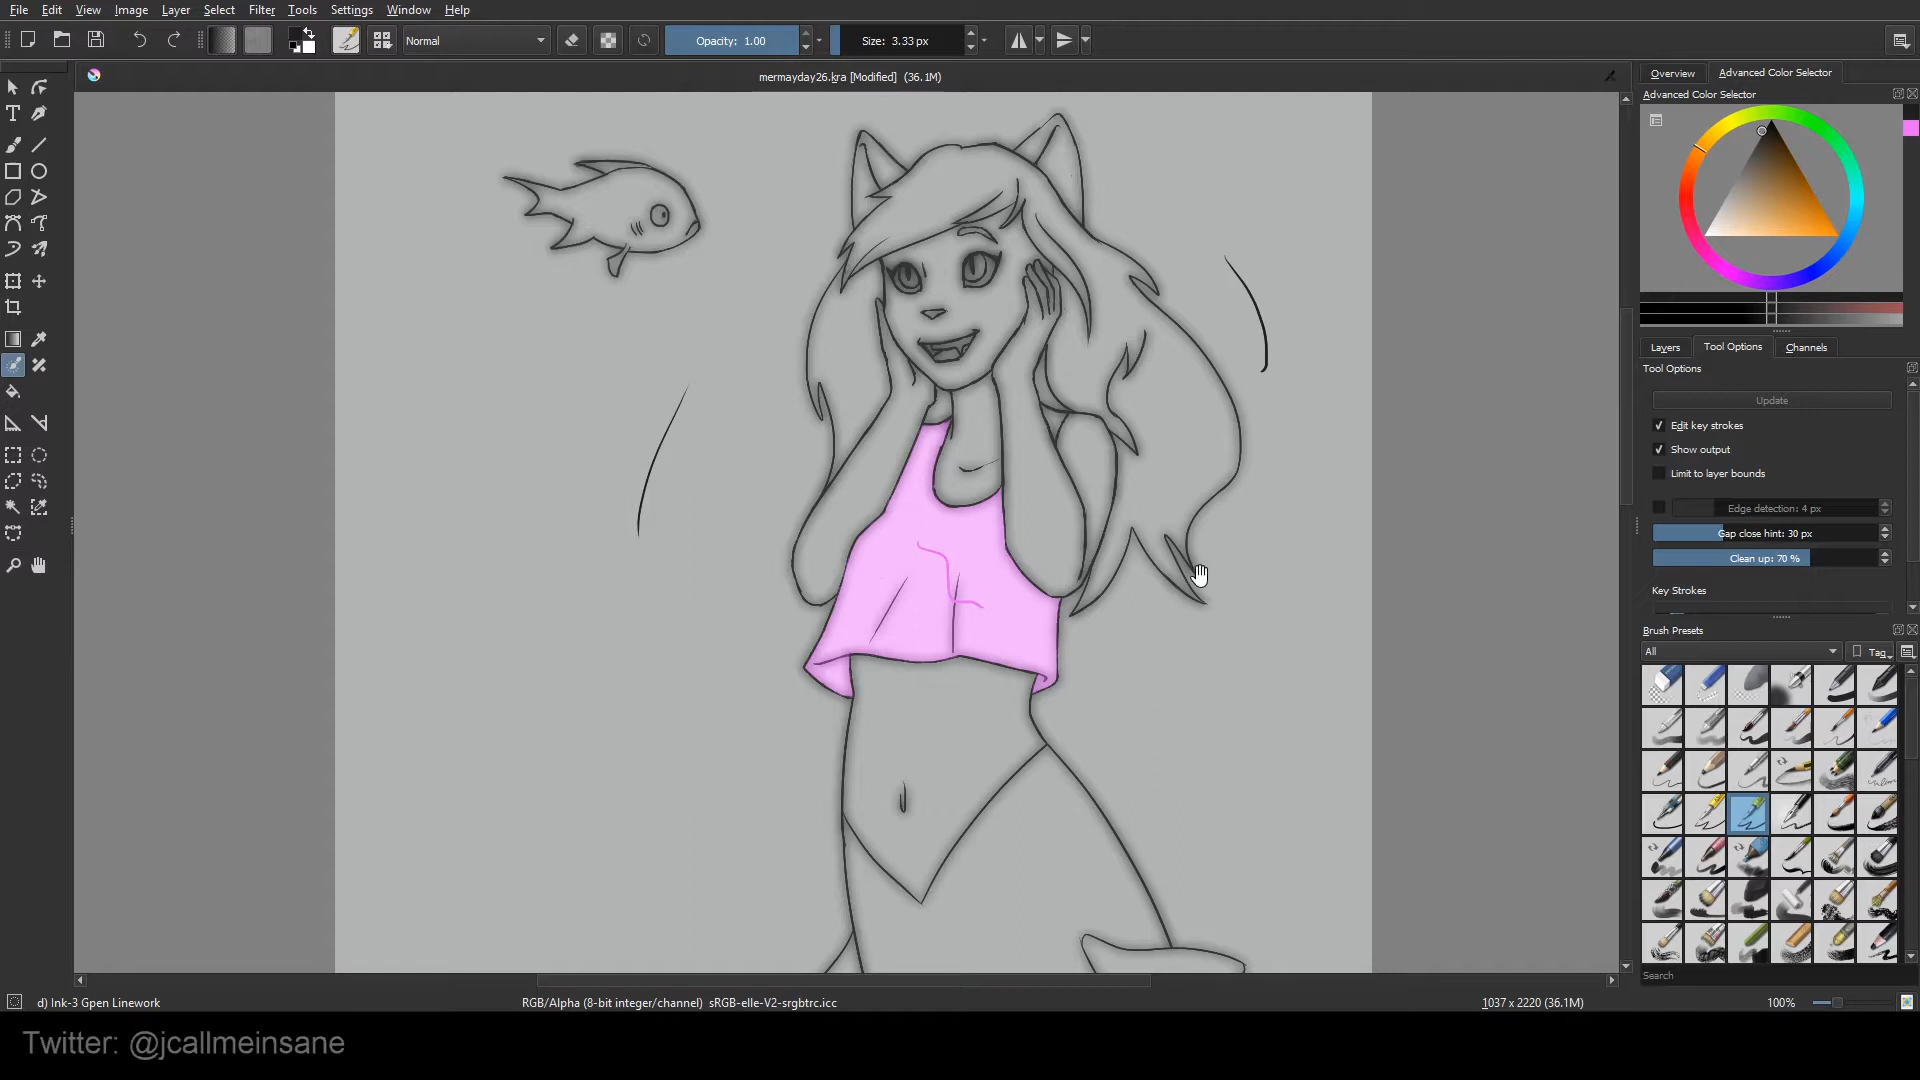 File Edit View Image Layer Select Filter Tools Settings Window Help
Normal Opacity: 1.00 Size: 3.33 px
mermayday26.kra [Modified] (36.1M)
Overview Advanced Color Selector
Advanced Color Selector
Layers Tool Options Channels
Tool Options
Update
Edit key strokes
Show output
Limit to layer bounds
Edge detection: 4 px
Gap close hint: 30 px
Clean up: 70 %
Key Strokes
Brush Presets
All Tag
Search
d) Ink-3 Gpen Linework RGB/Alpha (8-bit integer/channel) sRGB-elle-V2-srgbtrc.icc 1037 x 2220 (36.1M) 100%
Twitter: @jcallmeinsane